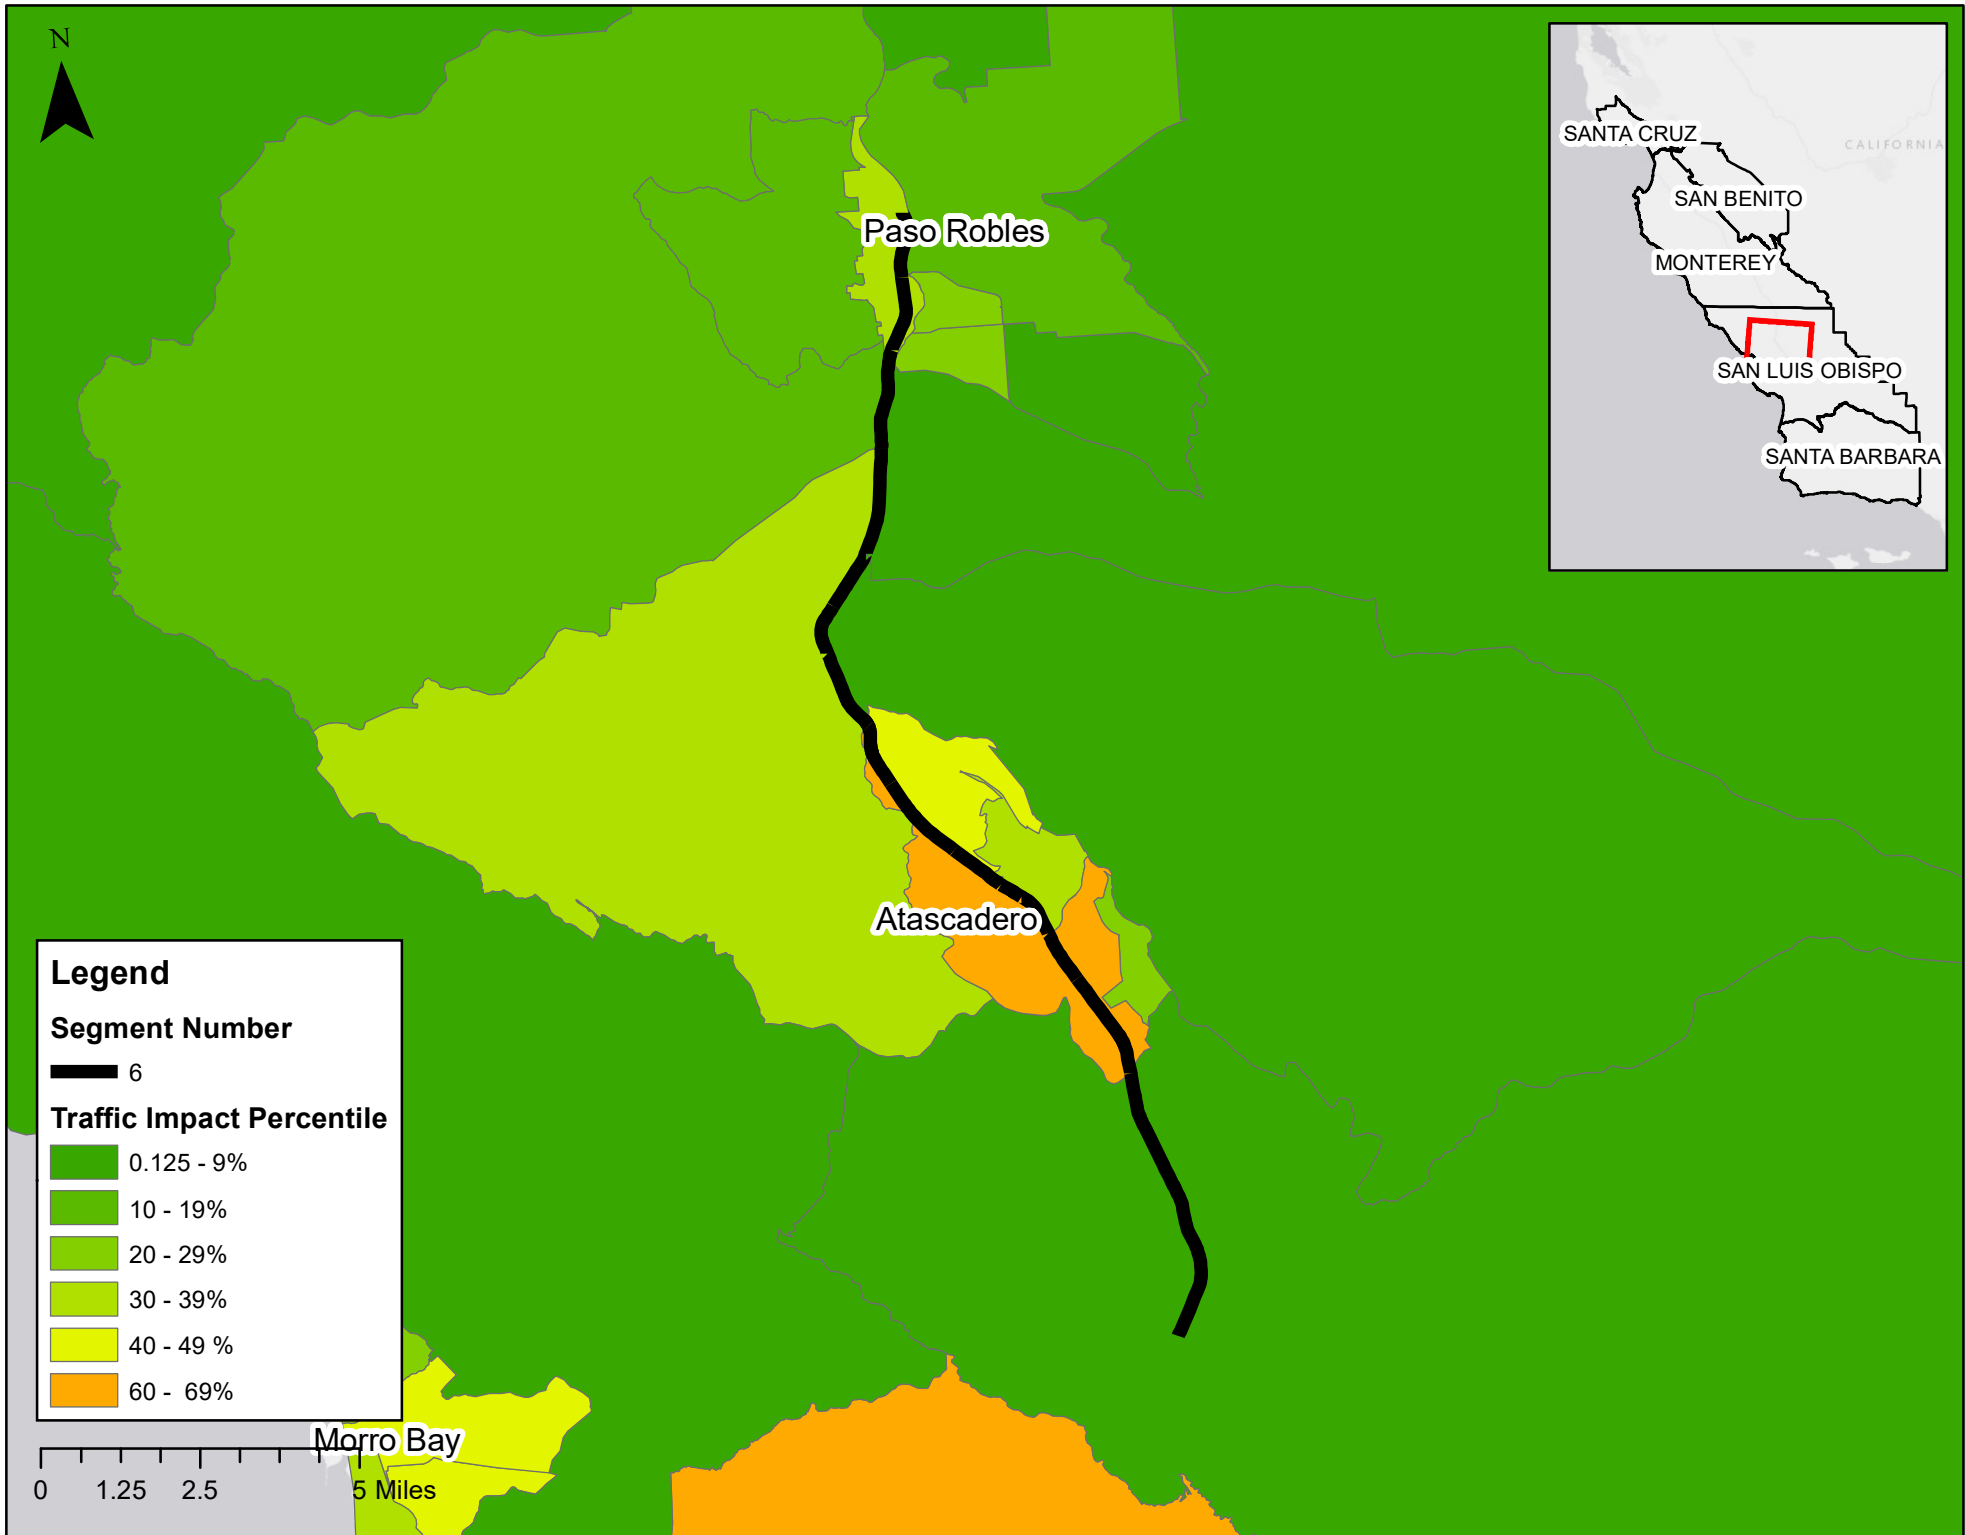 N
SANTA CRUZ
CALIFORNIA
SAN BENITO
MONTEREY
SAN LUIS OBISPO
SANTA BARBARA
Paso Robles
Atascadero
Legend
Segment Number
6
Traffic Impact Percentile
0.125 - 9%
10 - 19%
20 - 29%
30 - 39%
40 - 49 %
60 -  69%
Morro Bay
0 1.25 2.5 5 Miles